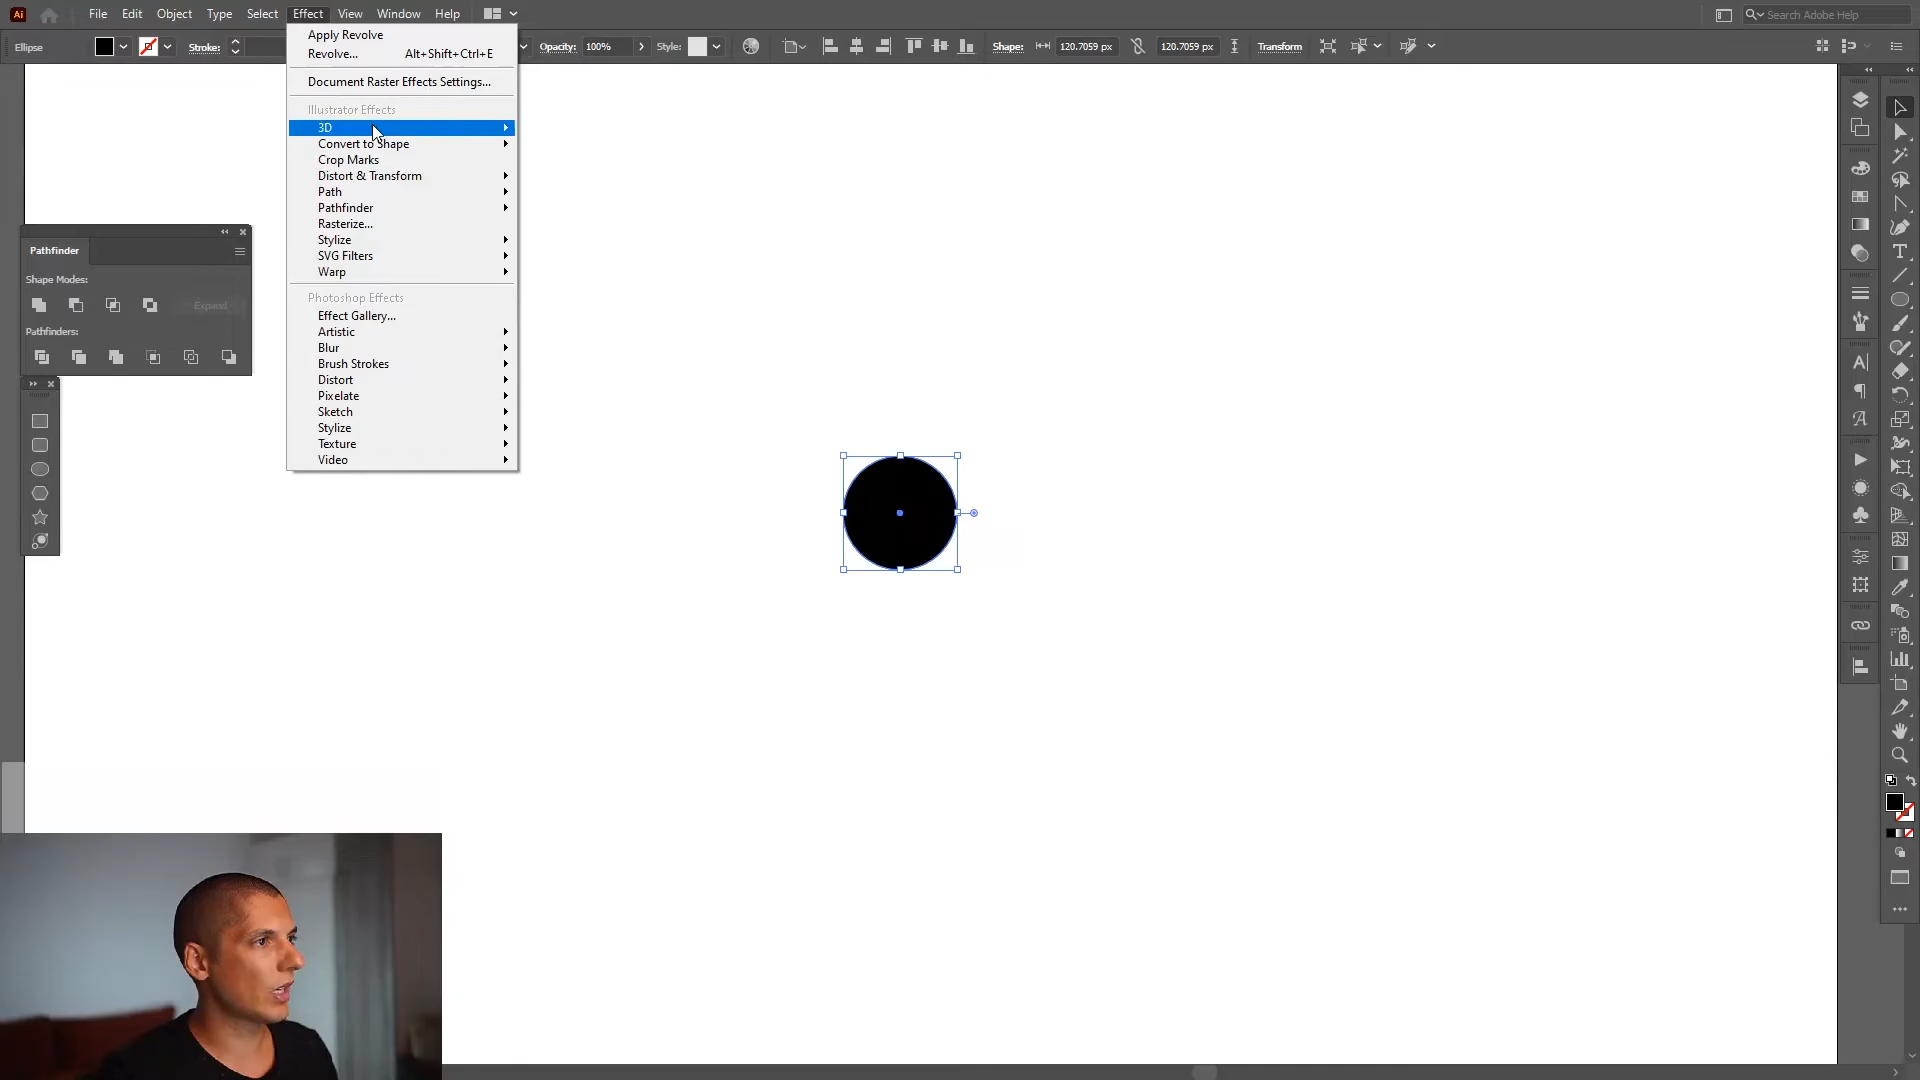 Ai File Edit Object Type Select Effect View Window Help Search Adobe Help
Ellipse Stroke: Opacity: 100% Style: Shape: 120.7059 px 120.7059 px Transform
Apply Revolve
Revolve... Alt+Shift+Ctrl+E
Document Raster Effects Settings...
Illustrator Effects
3D
Convert to Shape
Crop Marks
Distort & Transform
Path
Pathfinder
Rasterize...
Stylize
SVG Filters
Warp
Photoshop Effects
Effect Gallery...
Artistic
Blur
Brush Strokes
Distort
Pixelate
Sketch
Stylize
Texture
Video
Pathfinder
Shape Modes:
Expand
Pathfinders: